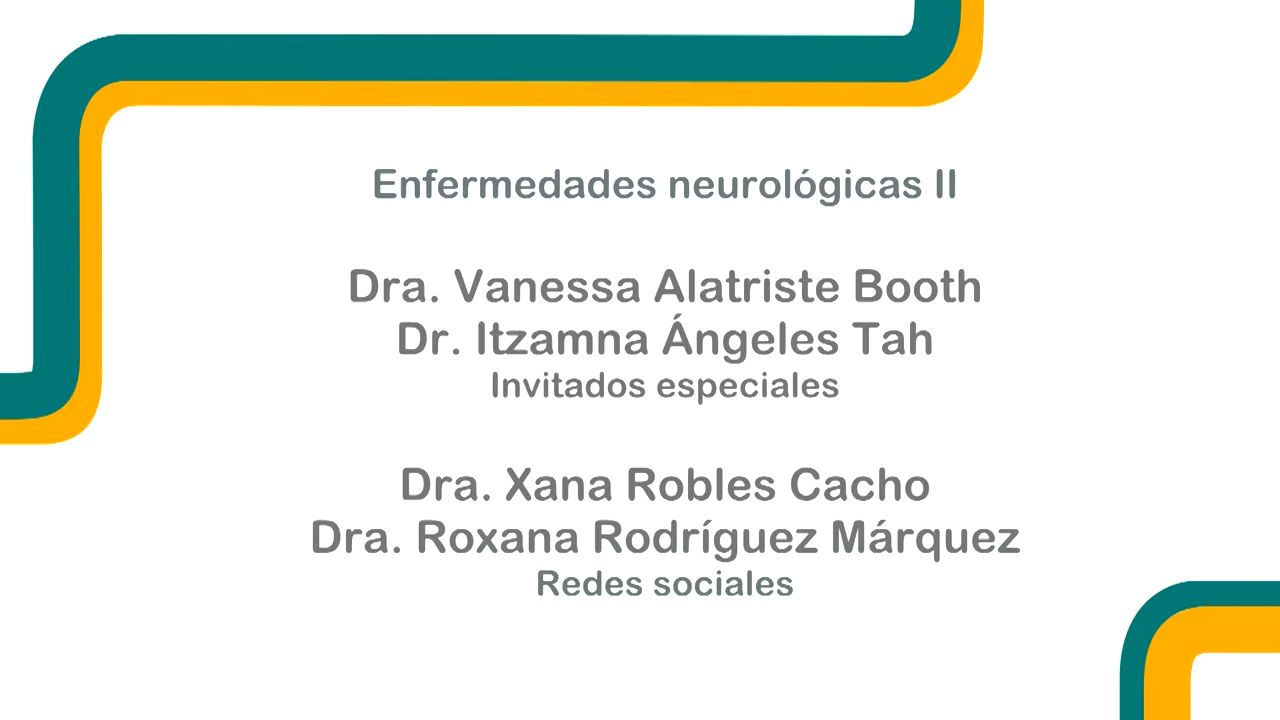 Enfermedades neurológicas II
Dra. Vanessa Alatriste Booth
Dr. Itzamna Ángeles Tah
Invitados especiales
Dra. Xana Robles Cacho
Dra. Roxana Rodríguez Márquez
Redes sociales